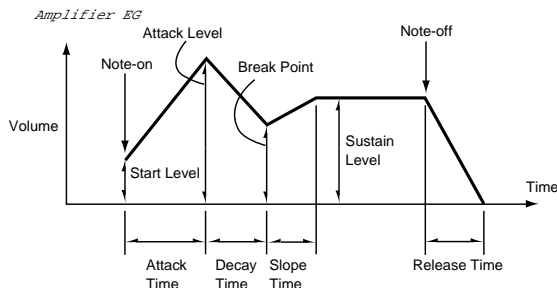 Amplifier EG
Attack Level
Note-off
Note-on
Break Point
Volume
Sustain
Level
Start Level
Time
Attack
Time
Decay
Time
Slope
Time
Release Time